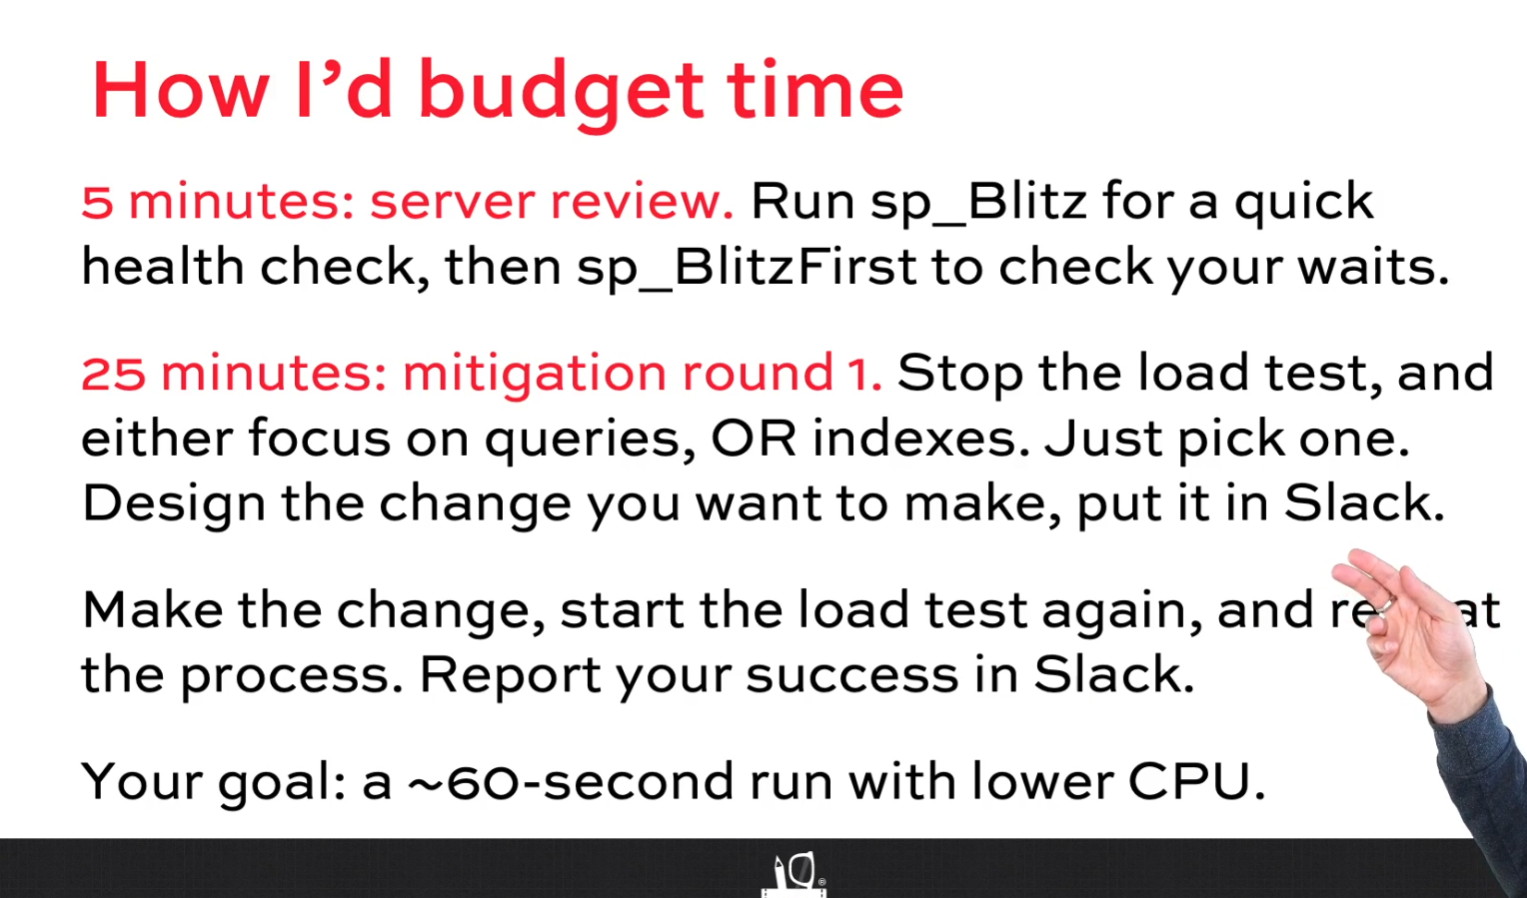 How I’d budget time
5 minutes: server review. Run sp_Blitz for a quick
health check, then sp_BlitzFirst to check your waits.
25 minutes: mitigation round 1. Stop the load test, and
either focus on queries, OR indexes. Just pick one.
Design the change you want to make, put it in Slack.
Make the change, start the load test again, and
the process. Report your success in Slack.
Your goal: a ~60-second run with lower CPU.
®